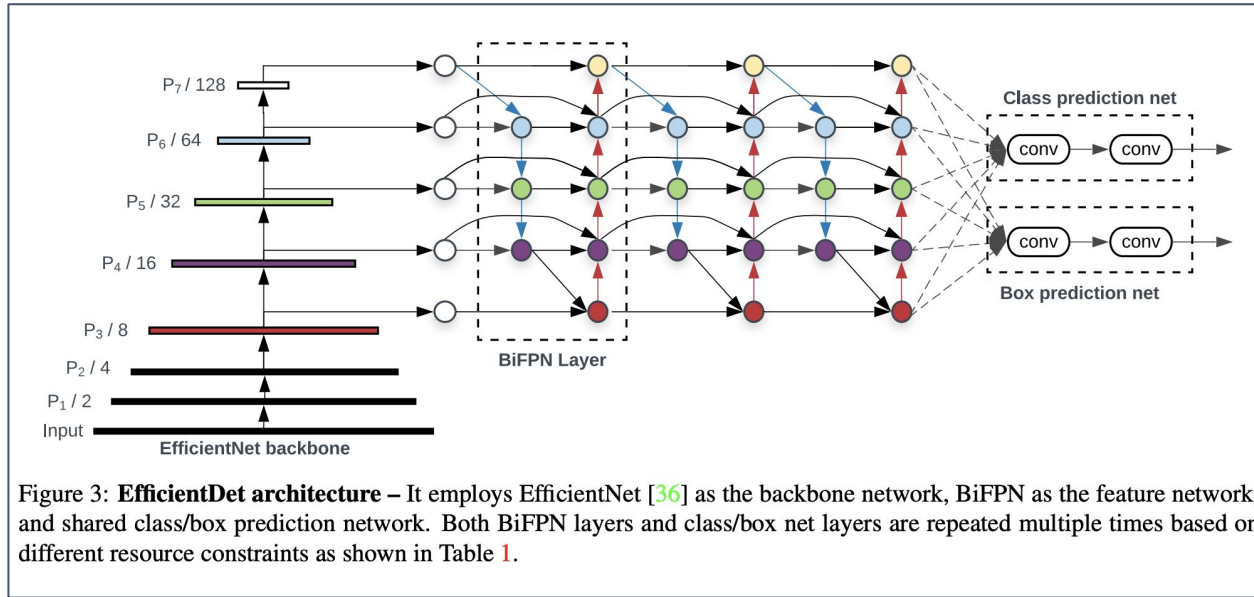 P7 / 128
P6 / 64
P5 / 32
P4 / 16
P3 / 8
P2 / 4
P1 / 2
Input
EfficientNet backbone
BiFPN Layer
Class prediction net
conv conv
conv conv
Box prediction net
Figure 3: EfficientDet architecture – It employs EfficientNet [36] as the backbone network, BiFPN as the feature network,
and shared class/box prediction network. Both BiFPN layers and class/box net layers are repeated multiple times based on
different resource constraints as shown in Table 1.